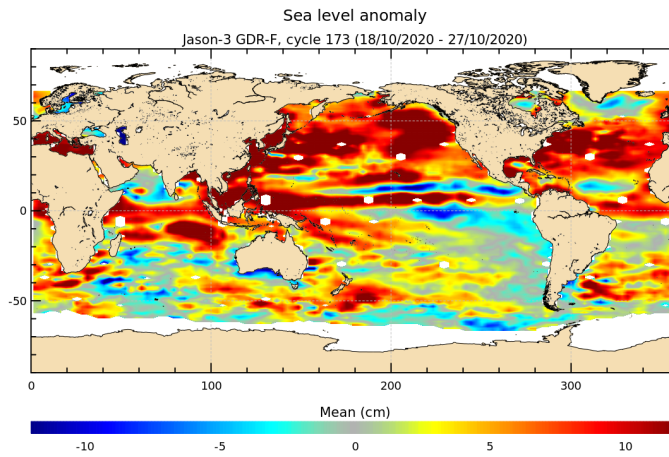 Sea level anomaly
Jason-3 GDR-F, cycle 173 (18/10/2020 - 27/10/2020)
50
0
-50
0 100 200 300
Mean (cm)
-10 -5 0 5 10